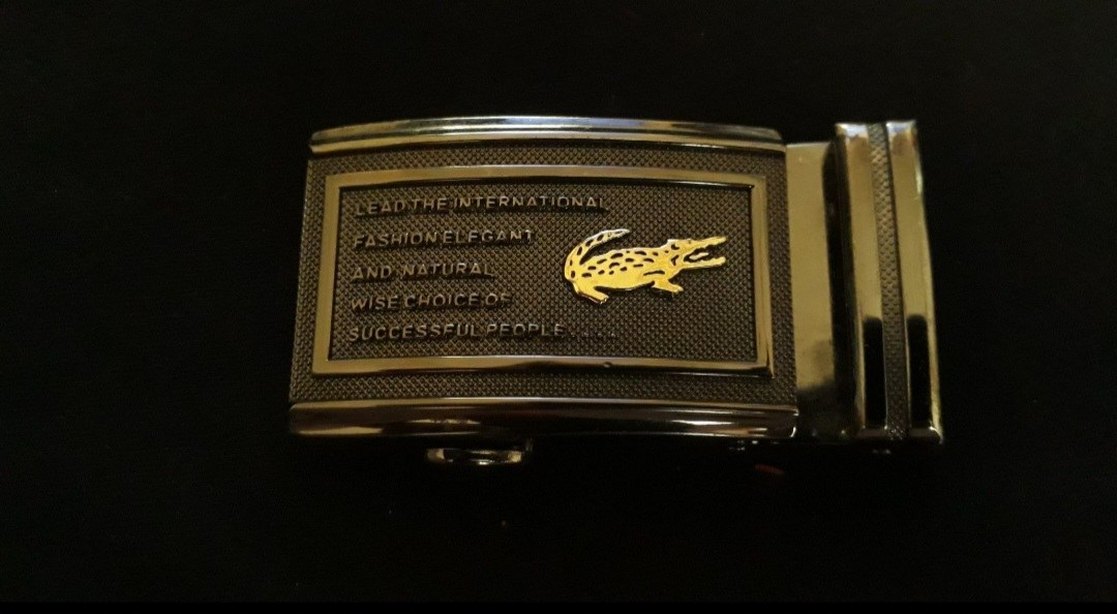 LEAD THE INTERNATIONAL
FASHION ELEGANT
AND NATURAL
WISE CHOICE OF
SUCCESSFUL PEOPLE.....